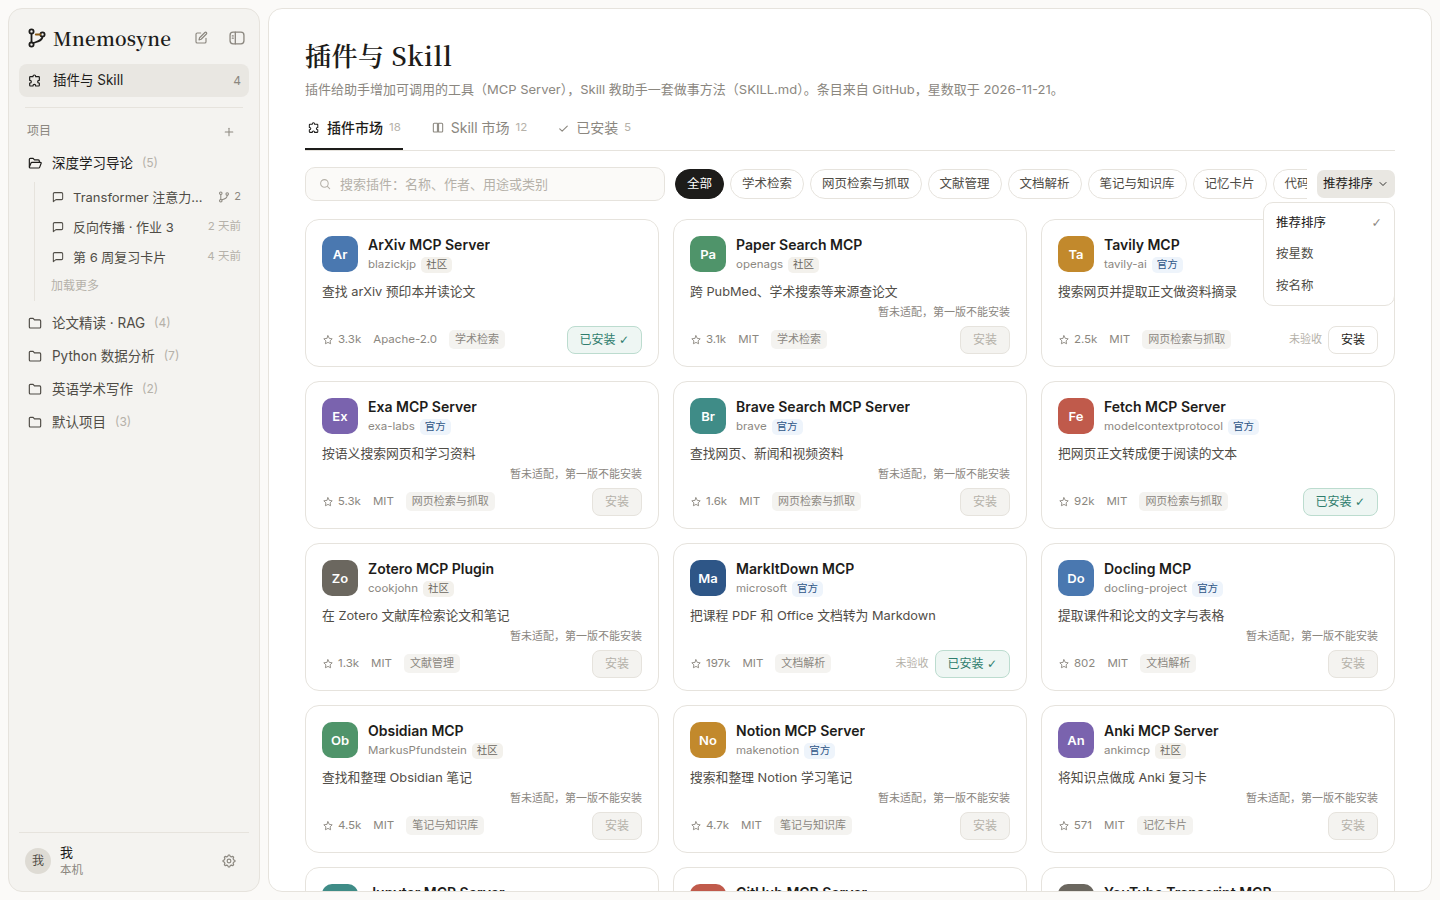 Mnemosyne
插件与 Skill 4
项目
深度学习导论 (5)
Transformer 注意力... 2
反向传播 · 作业 3 2 天前
第 6 周复习卡片 4 天前
加载更多
论文精读 · RAG (4)
Python 数据分析 (7)
英语学术写作 (2)
默认项目 (3)
我 我
本机
插件与 Skill
插件给助手增加可调用的工具（MCP Server），Skill 教助手一套做事方法（SKILL.md）。条目来自 GitHub，星数取于 2026-11-21。
插件市场 18 Skill 市场 12 已安装 5
搜索插件：名称、作者、用途或类别 全部 学术检索 网页检索与抓取 文献管理 文档解析 笔记与知识库 记忆卡片 代码 推荐排序
推荐排序 ✓
按星数
按名称
Ar ArXiv MCP Server
blazickjp 社区
查找 arXiv 预印本并读论文
3.3k Apache-2.0 学术检索 已安装 ✓
Pa Paper Search MCP
openags 社区
跨 PubMed、学术搜索等来源查论文
暂未适配，第一版不能安装
3.1k MIT 学术检索 安装
Ta Tavily MCP
tavily-ai 官方
搜索网页并提取正文做资料摘录
2.5k MIT 网页检索与抓取 未验收 安装
Ex Exa MCP Server
exa-labs 官方
按语义搜索网页和学习资料
暂未适配，第一版不能安装
5.3k MIT 网页检索与抓取 安装
Br Brave Search MCP Server
brave 官方
查找网页、新闻和视频资料
暂未适配，第一版不能安装
1.6k MIT 网页检索与抓取 安装
Fe Fetch MCP Server
modelcontextprotocol 官方
把网页正文转成便于阅读的文本
92k MIT 网页检索与抓取 已安装 ✓
Zo Zotero MCP Plugin
cookjohn 社区
在 Zotero 文献库检索论文和笔记
暂未适配，第一版不能安装
1.3k MIT 文献管理 安装
Ma MarkItDown MCP
microsoft 官方
把课程 PDF 和 Office 文档转为 Markdown
197k MIT 文档解析 未验收 已安装 ✓
Do Docling MCP
docling-project 官方
提取课件和论文的文字与表格
暂未适配，第一版不能安装
802 MIT 文档解析 安装
Ob Obsidian MCP
MarkusPfundstein 社区
查找和整理 Obsidian 笔记
暂未适配，第一版不能安装
4.5k MIT 笔记与知识库 安装
No Notion MCP Server
makenotion 官方
搜索和整理 Notion 学习笔记
暂未适配，第一版不能安装
4.7k MIT 笔记与知识库 安装
An Anki MCP Server
ankimcp 社区
将知识点做成 Anki 复习卡
暂未适配，第一版不能安装
571 MIT 记忆卡片 安装
Jupyter MCP Server
GitHub MCP Server
YouTube Transcript MCP